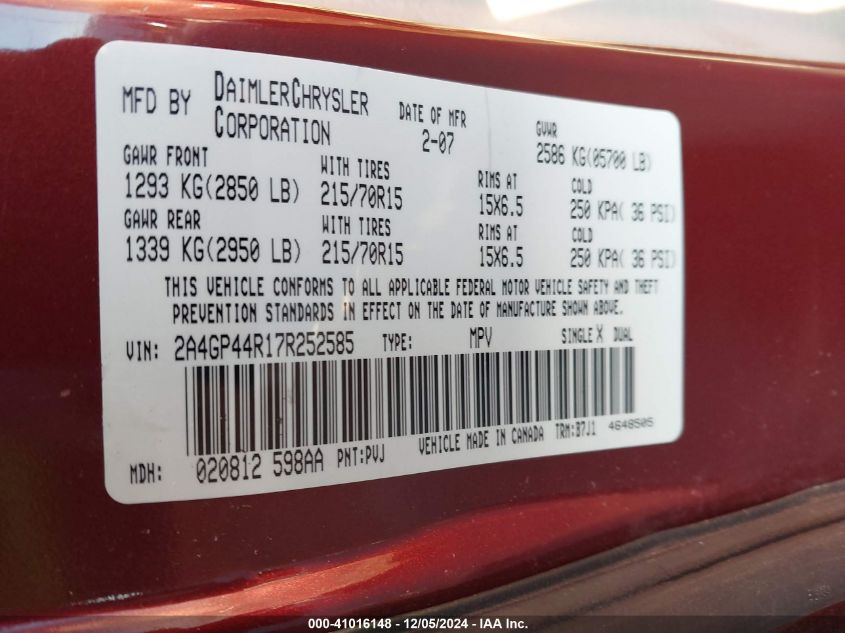 MFD BY DAIMLERCHRYSLER CORPORATION
DATE OF MFR 2-07
GVWR 2586 KG(05700 LB)
GAWR FRONT WITH TIRES RIMS AT COLD
1293 KG(2850 LB) 215/70R15 15X6.5 250 KPA( 36 PSI)
GAWR REAR WITH TIRES RIMS AT COLD
1339 KG(2950 LB) 215/70R15 15X6.5 250 KPA( 36 PSI)
THIS VEHICLE CONFORMS TO ALL APPLICABLE FEDERAL MOTOR VEHICLE SAFETY AND THEFT
PREVENTION STANDARDS IN EFFECT ON THE DATE OF MANUFACTURE SHOWN ABOVE.
VIN: 2A4GP44R17R252585 TYPE: MPV SINGLE X DUAL
VEHICLE MADE IN CANADA TRM:B7J1 4648505
MDH: 020812 598AA PNT:PVJ
000-41016148 - 12/05/2024 - IAA Inc.